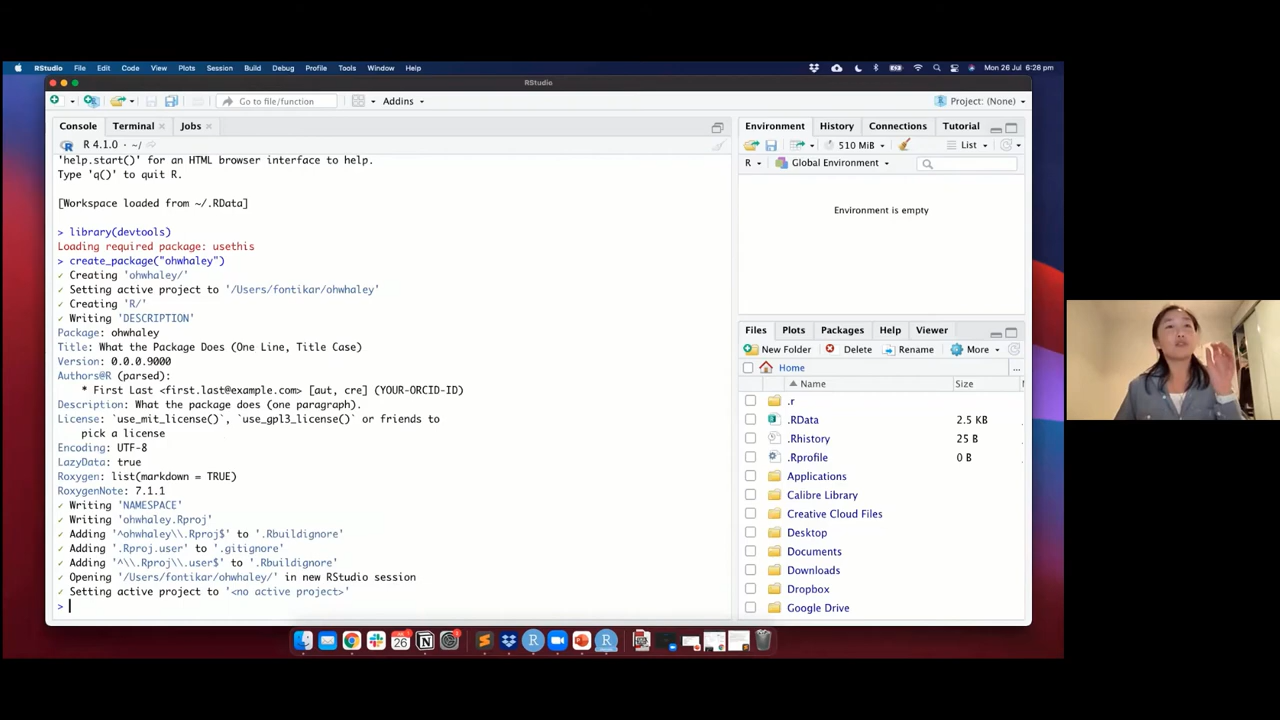 RStudio File Edit Code View Plots Session Build Debug Profile Tools Window Help
Mon 26 Jul 6:28 pm
RStudio
Go to file/function
Addins
Project: (None)
Console Terminal Jobs
R 4.1.0 · ~/
'help.start()' for an HTML browser interface to help.
Type 'q()' to quit R.
[Workspace loaded from ~/.RData]
> library(devtools)
Loading required package: usethis
> create_package("ohwhaley")
✓ Creating 'ohwhaley/'
✓ Setting active project to '/Users/fontikar/ohwhaley'
✓ Creating 'R/'
✓ Writing 'DESCRIPTION'
Package: ohwhaley
Title: What the Package Does (One Line, Title Case)
Version: 0.0.0.9000
Authors@R (parsed):
* First Last <first.last@example.com> [aut, cre] (YOUR-ORCID-ID)
Description: What the package does (one paragraph).
License: `use_mit_license()`, `use_gpl3_license()` or friends to
pick a license
Encoding: UTF-8
LazyData: true
Roxygen: list(markdown = TRUE)
RoxygenNote: 7.1.1
✓ Writing 'NAMESPACE'
✓ Writing 'ohwhaley.Rproj'
✓ Adding '^ohwhaley\\.Rproj$' to '.Rbuildignore'
✓ Adding '.Rproj.user' to '.gitignore'
✓ Adding '^\\.Rproj\\.user$' to '.Rbuildignore'
✓ Opening '/Users/fontikar/ohwhaley/' in new RStudio session
✓ Setting active project to '<no active project>'
>
Environment History Connections Tutorial
510 MiB
List
R
Global Environment
Environment is empty
Files Plots Packages Help Viewer
New Folder Delete Rename More
Home
...
Name Size
.r
.RData 2.5 KB
.Rhistory 25 B
.Rprofile 0 B
Applications
Calibre Library
Creative Cloud Files
Desktop
Documents
Downloads
Dropbox
Google Drive
26